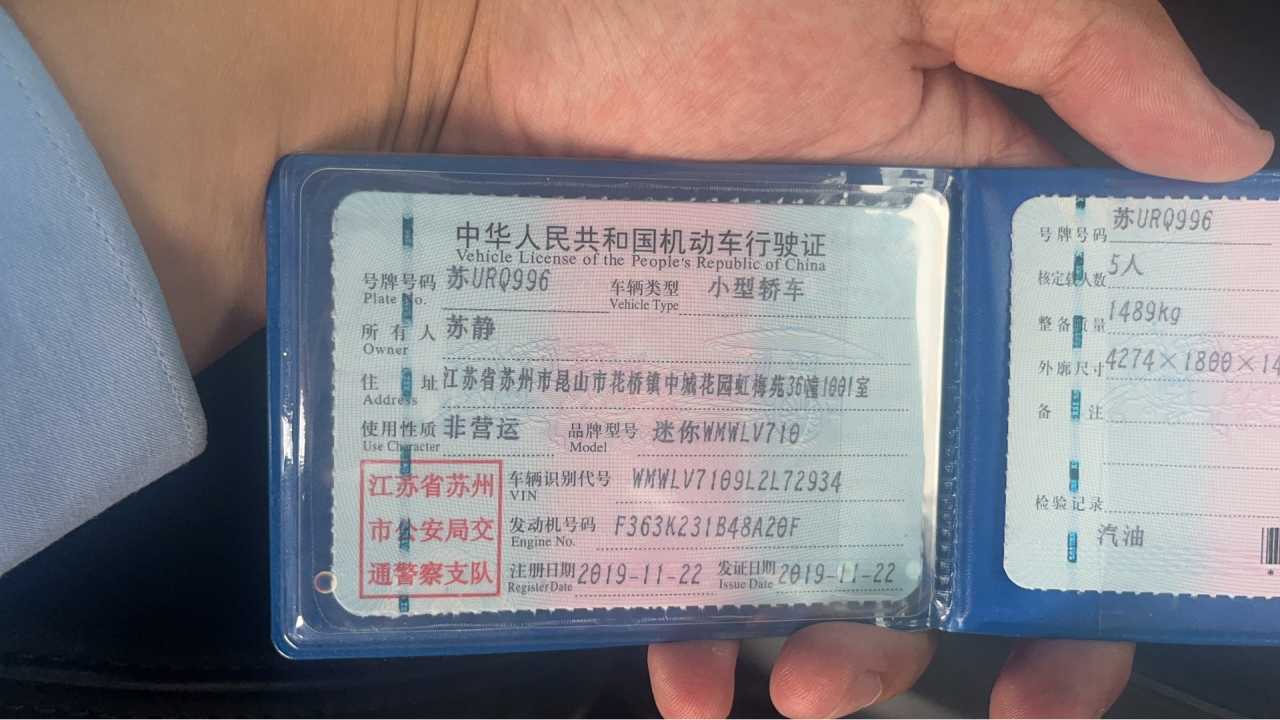 中华人民共和国机动车行驶证
Vehicle License of the People's Republic of China
号牌号码 苏URQ996 车辆类型 小型轿车
Plate No. Vehicle Type
所有人 苏静
Owner
住址 江苏省苏州市昆山市花桥镇中城花园虹梅苑36幢1001室
Address
使用性质 非营运 品牌型号 迷你WMWLV710
Use Character Model
江苏省苏州
市公安局交
通警察支队
车辆识别代号 WMWLV7109L2L72934
VIN
发动机号码 F363K231B48A20F
Engine No.
注册日期 2019-11-22 发证日期 2019-11-22
Register Date Issue Date
号牌号码 苏URQ996
核定载人数 5人
整备质量 1489kg
外廓尺寸 4274×1800×14
备注
检验记录
汽油